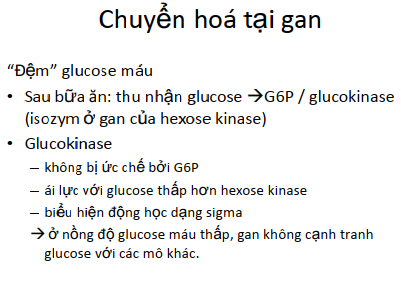 Chuyển hoá tại gan
“Đệm” glucose máu
• Sau bữa ăn: thu nhận glucose →G6P / glucokinase
(isozym ở gan của hexose kinase)
• Glucokinase
– không bị ức chế bởi G6P
– ái lực với glucose thấp hơn hexose kinase
– biểu hiện động học dạng sigma
→ ở nồng độ glucose máu thấp, gan không cạnh tranh
glucose với các mô khác.